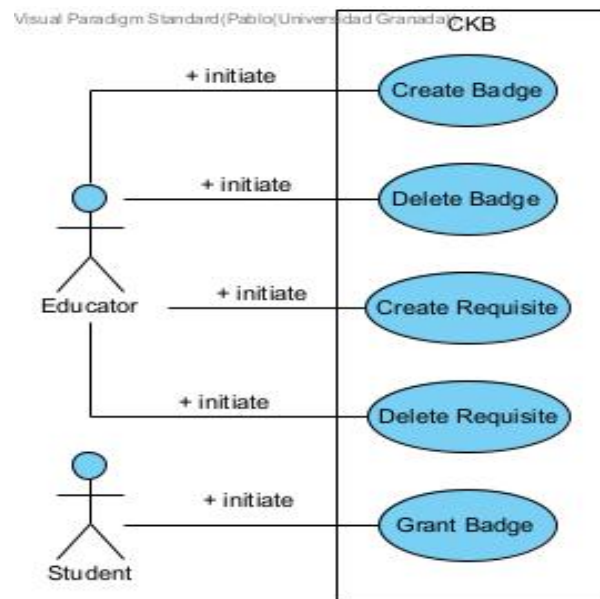 Visual Paradigm Standard(Pablo(Universidad Granada))
CKB
+ initiate
Create Badge
+ initiate
Delete Badge
+ initiate
Create Requisite
Educator
+ initiate
Delete Requisite
+ initiate
Grant Badge
Student